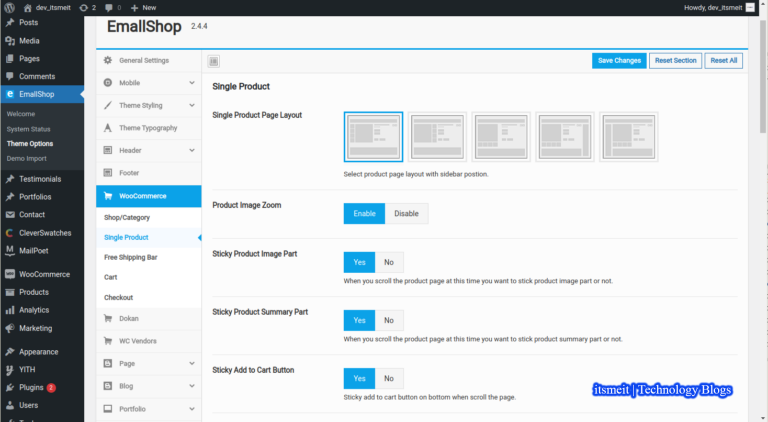 dev_itsmeit 2 0 New Howdy, dev_itsmeit
Posts
Media
Pages
Comments
EmallShop
Welcome
System Status
Theme Options
Demo Import
Testimonials
Portfolios
Contact
CleverSwatches
MailPoet
WooCommerce
Products
Analytics
Marketing
Appearance
YITH
Plugins 2
Users
EmallShop 2.4.4
General Settings
Mobile
Theme Styling
Theme Typography
Header
Footer
WooCommerce
Shop/Category
Single Product
Free Shipping Bar
Cart
Checkout
Dokan
WC Vendors
Page
Blog
Portfolio
Save Changes Reset Section Reset All
Single Product
Single Product Page Layout
Select product page layout with sidebar postion.
Product Image Zoom Enable Disable
Sticky Product Image Part Yes No
When you scroll the product page at this time you want to stick product image part or not.
Sticky Product Summary Part Yes No
When you scroll the product page at this time you want to stick product summary part or not.
Sticky Add to Cart Button Yes No
Sticky add to cart button on bottom when scroll the page.
itsmeit | Technology Blogs